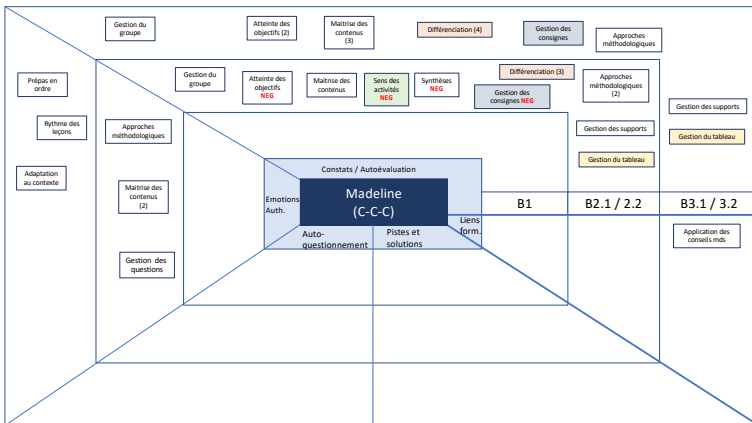 Gestion du
groupe
Atteinte des
objectifs (2)
Maitrise des
contenus
(3)
Différenciation (4)
Gestion des
consignes
Approches
méthodologiques
Prépas en
ordre
Rythme des
leçons
Adaptation
au contexte
Gestion du
groupe
Atteinte des
objectifs
NEG
Maitrise des
contenus
Sens des
activités
NEG
Synthèses
NEG
Différenciation (3)
Gestion des
consignes NEG
Approches
méthodologiques
(2)
Gestion des supports
Gestion du tableau
Gestion des supports
Gestion du tableau
Approches
méthodologiques
Maitrise des
contenus
(2)
Gestion des
questions
Constats / Autoévaluation
Emotions
Auth.
Madeline
(C-C-C)
Liens
form.
Auto-
questionnement
Pistes et
solutions
B1
B2.1 / 2.2
B3.1 / 3.2
Application des
conseils mds